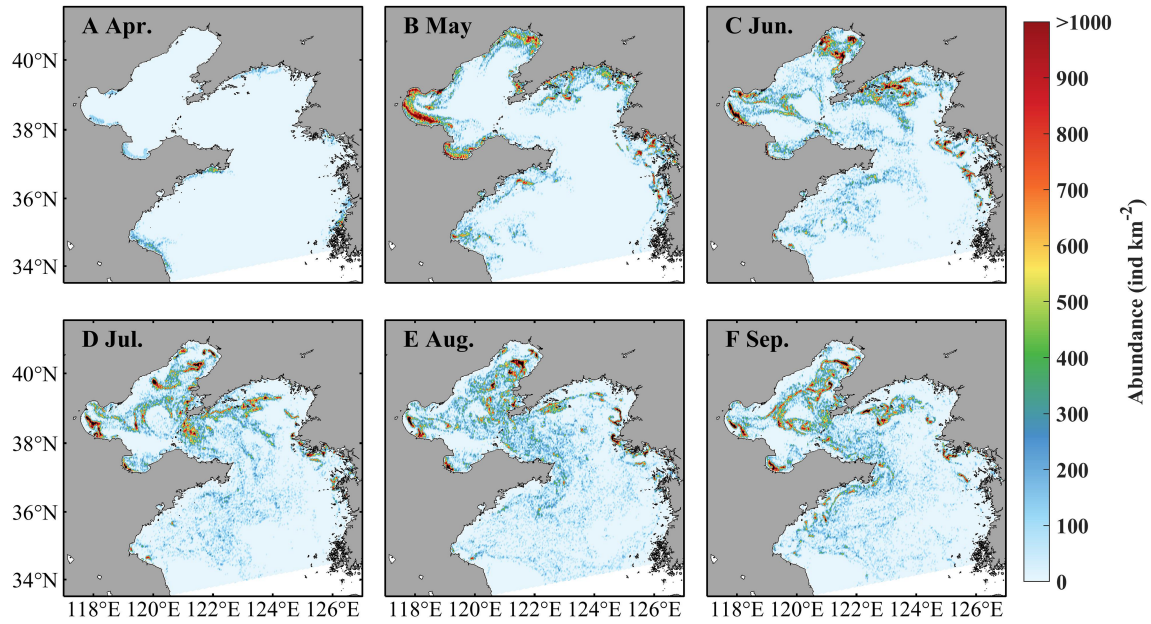 A Apr.
B May
C Jun.
40°N
38°N
36°N
34°N
D Jul.
E Aug.
F Sep.
40°N
38°N
36°N
34°N
118°E 120°E 122°E 124°E 126°E
118°E 120°E 122°E 124°E 126°E
118°E 120°E 122°E 124°E 126°E
>1000
900
800
700
600
500
400
300
200
100
0
Abundance (ind km⁻²)